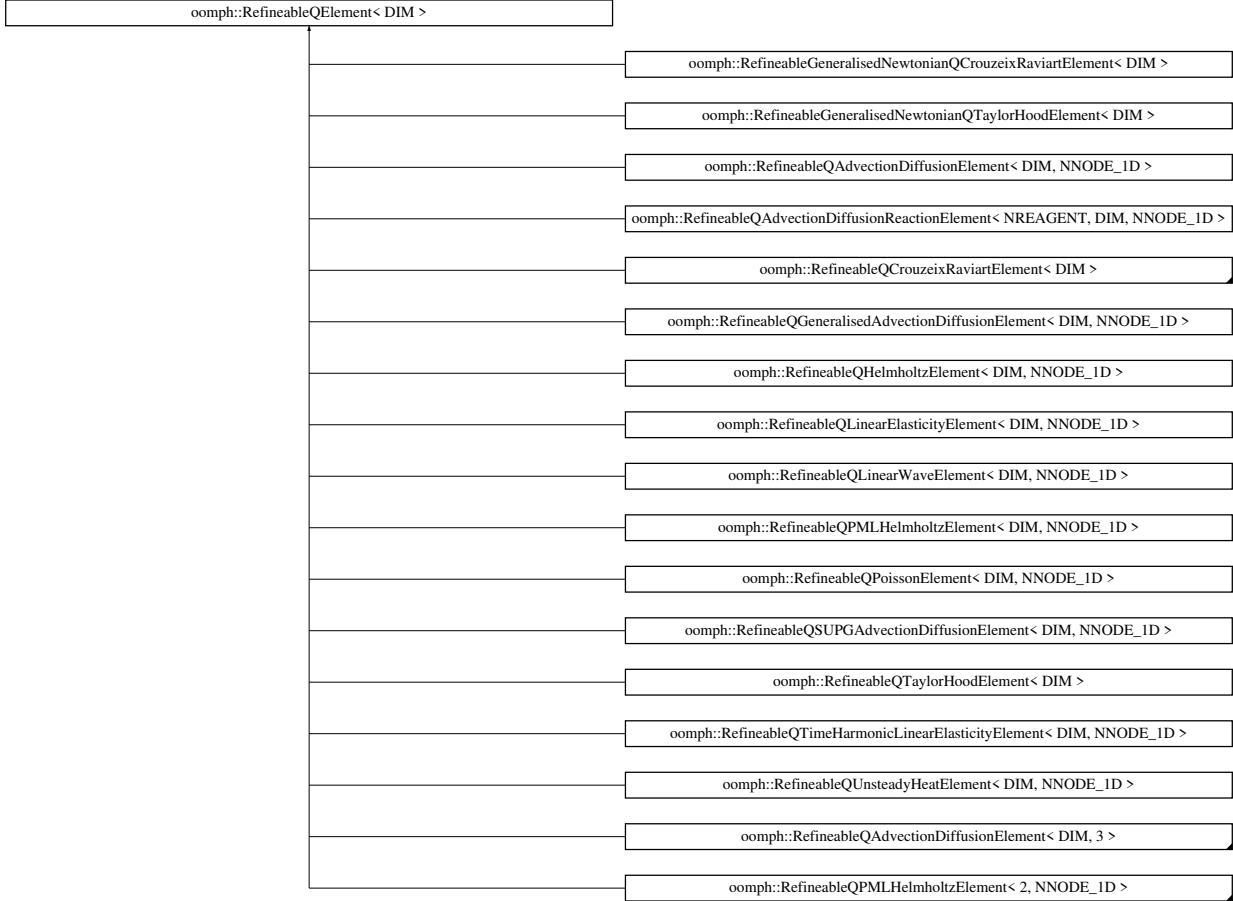 oomph::RefineableQElement< DIM >
oomph::RefineableGeneralisedNewtonianQCrouzeixRaviartElement< DIM >
oomph::RefineableGeneralisedNewtonianQTaylorHoodElement< DIM >
oomph::RefineableQAdvectionDiffusionElement< DIM, NNODE_1D >
oomph::RefineableQAdvectionDiffusionReactionElement< NREAGENT, DIM, NNODE_1D >
oomph::RefineableQCrouzeixRaviartElement< DIM >
oomph::RefineableQGeneralisedAdvectionDiffusionElement< DIM, NNODE_1D >
oomph::RefineableQHelmholtzElement< DIM, NNODE_1D >
oomph::RefineableQLinearElasticityElement< DIM, NNODE_1D >
oomph::RefineableQLinearWaveElement< DIM, NNODE_1D >
oomph::RefineableQPMLHelmholtzElement< DIM, NNODE_1D >
oomph::RefineableQPoissonElement< DIM, NNODE_1D >
oomph::RefineableQSUPGAdvectionDiffusionElement< DIM, NNODE_1D >
oomph::RefineableQTaylorHoodElement< DIM >
oomph::RefineableQTimeHarmonicLinearElasticityElement< DIM, NNODE_1D >
oomph::RefineableQUnsteadyHeatElement< DIM, NNODE_1D >
oomph::RefineableQAdvectionDiffusionElement< DIM, 3 >
oomph::RefineableQPMLHelmholtzElement< 2, NNODE_1D >